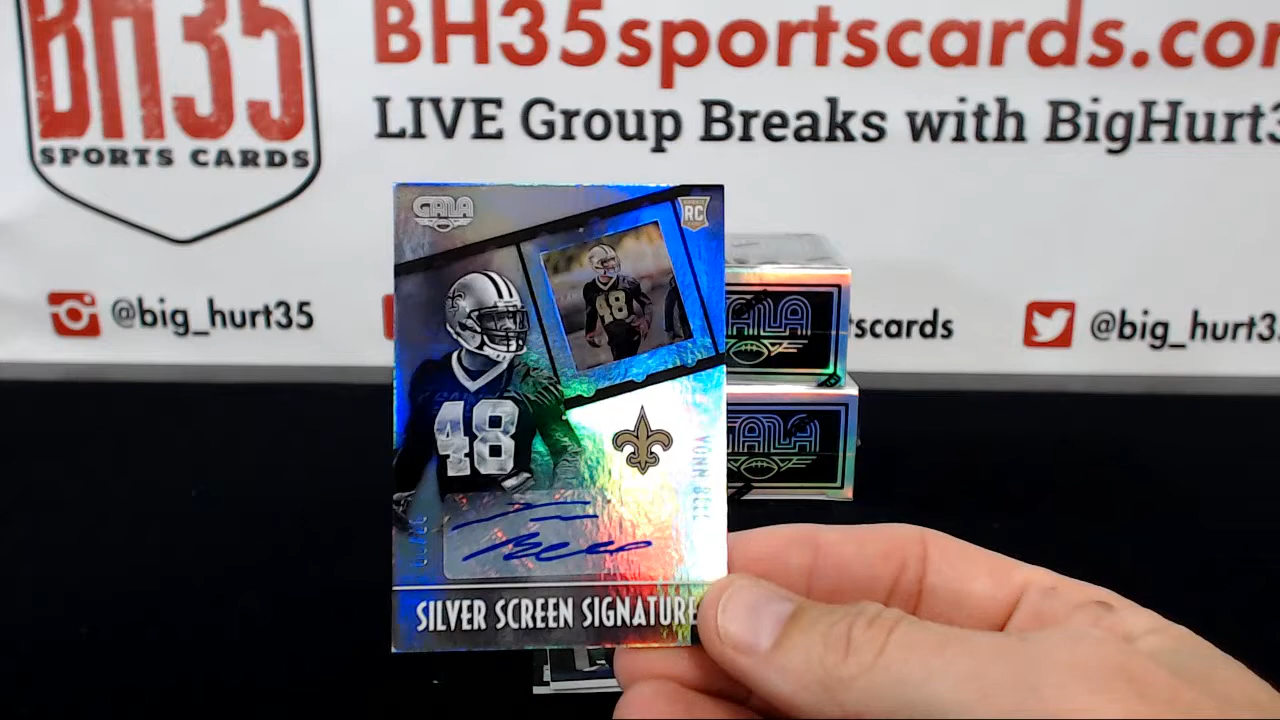 BH35
SPORTS CARDS
BH35sportscards.com
LIVE Group Breaks with BigHurt3
@big_hurt35
scards
@big_hurt3
GALA
RC
48
48
VONN BELL
SILVER SCREEN SIGNATURE
GALA
GALA